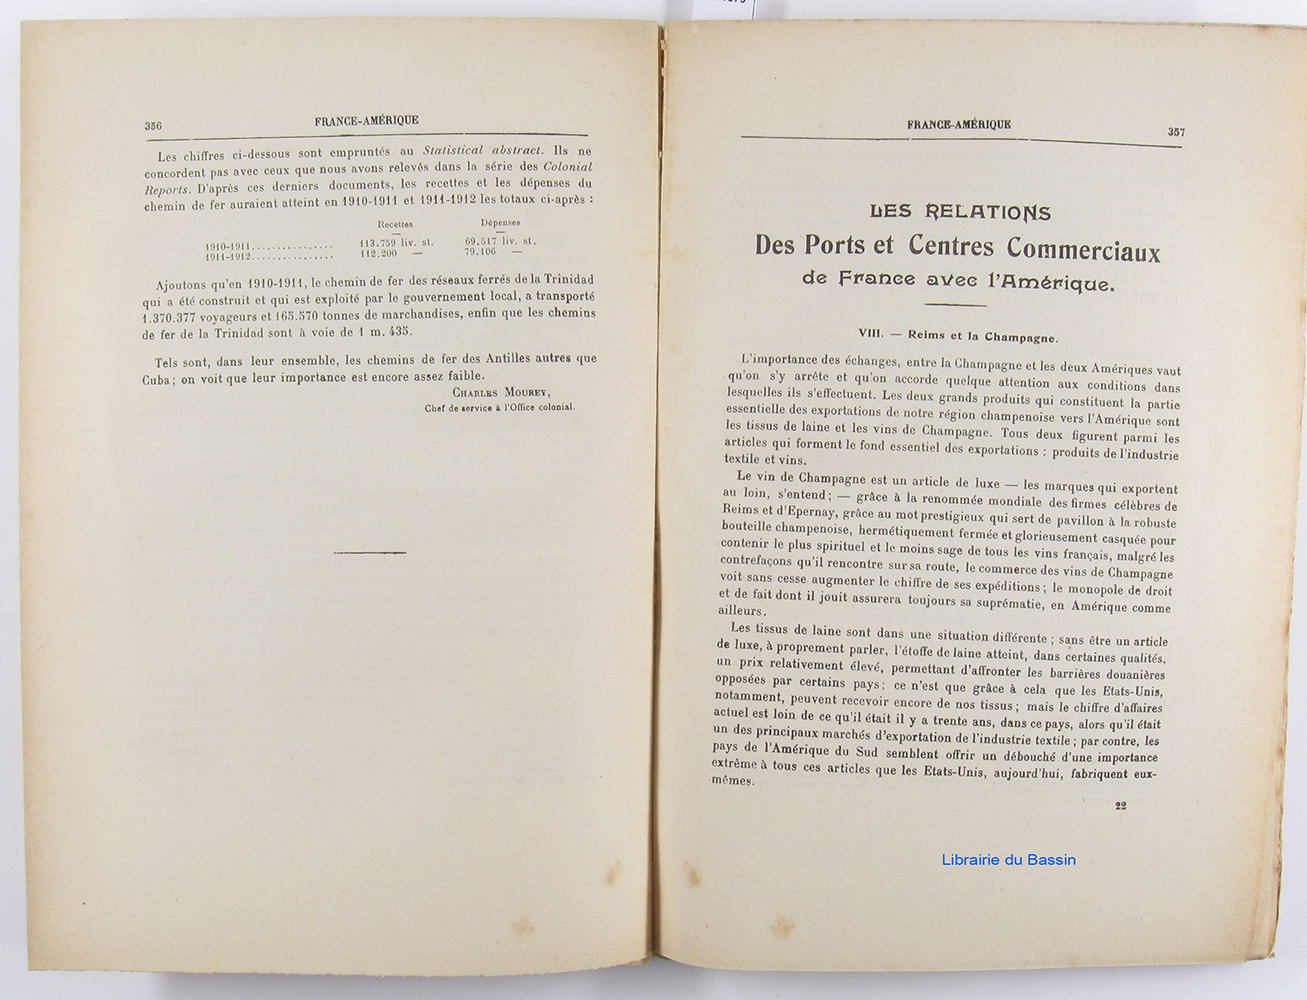 356
FRANCE-AMÉRIQUE
Les chiffres ci-dessous sont empruntés au Statistical abstract. Ils ne
concordent pas avec ceux que nous avons relevés dans la série des Colonial
Reports. D'après ces derniers documents, les recettes et les dépenses du
chemin de fer auraient atteint en 1910-1911 et 1911-1912 les totaux ci-après :
Recettes Dépenses
— —
1910-1911................ 113.759 liv. st. 69.517 liv. st.
1911-1912................ 112.200 — 79.106 —
Ajoutons qu'en 1910-1911, le chemin de fer des réseaux ferrés de la Trinidad
qui a été construit et qui est exploité par le gouvernement local, a transporté
1.370.377 voyageurs et 165.570 tonnes de marchandises, enfin que les chemins
de fer de la Trinidad sont à voie de 1 m. 435.
Tels sont, dans leur ensemble, les chemins de fer des Antilles autres que
Cuba; on voit que leur importance est encore assez faible.
CHARLES MOUREY,
Chef de service à l'Office colonial.
FRANCE-AMÉRIQUE
357
LES RELATIONS
Des Ports et Centres Commerciaux
de France avec l'Amérique.
VIII. — Reims et la Champagne.
L'importance des échanges, entre la Champagne et les deux Amériques vaut
qu'on s'y arrête et qu'on accorde quelque attention aux conditions dans
lesquelles ils s'effectuent. Les deux grands produits qui constituent la partie
essentielle des exportations de notre région champenoise vers l'Amérique sont
les tissus de laine et les vins de Champagne. Tous deux figurent parmi les
articles qui forment le fond essentiel des exportations : produits de l'industrie
textile et vins.
Le vin de Champagne est un article de luxe — les marques qui exportent
au loin, s'entend; — grâce à la renommée mondiale des firmes célèbres de
Reims et d'Epernay, grâce au mot prestigieux qui sert de pavillon à la robuste
bouteille champenoise, hermétiquement fermée et glorieusement casquée pour
contenir le plus spirituel et le moins sage de tous les vins français, malgré les
contrefaçons qu'il rencontre sur sa route, le commerce des vins de Champagne
voit sans cesse augmenter le chiffre de ses expéditions; le monopole de droit
et de fait dont il jouit assurera toujours sa suprématie, en Amérique comme
ailleurs.
Les tissus de laine sont dans une situation différente ; sans être un article
de luxe, à proprement parler, l'étoffe de laine atteint, dans certaines qualités,
un prix relativement élevé, permettant d'affronter les barrières douanières
opposées par certains pays; ce n'est que grâce à cela que les Etats-Unis,
notamment, peuvent recevoir encore de nos tissus; mais le chiffre d'affaires
actuel est loin de ce qu'il était il y a trente ans, dans ce pays, alors qu'il était
un des principaux marchés d'exportation de l'industrie textile; par contre, les
pays de l'Amérique du Sud semblent offrir un débouché d'une importance
extrême à tous ces articles que les Etats-Unis, aujourd'hui, fabriquent eux-
mêmes.
22
Librairie du Bassin